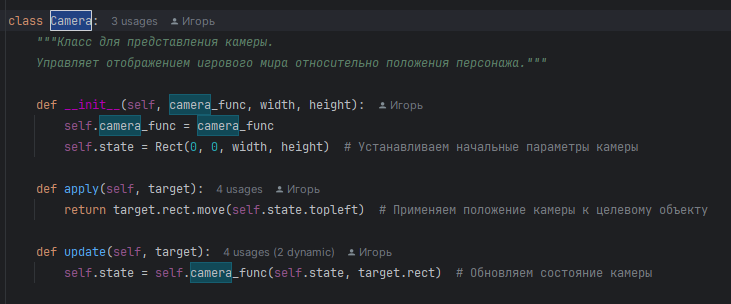 class Camera: 3 usages Игорь
"""Класс для представления камеры.
Управляет отображением игрового мира относительно положения персонажа."""
def __init__(self, camera_func, width, height): Игорь
self.camera_func = camera_func
self.state = Rect(0, 0, width, height) # Устанавливаем начальные параметры камеры
def apply(self, target): 4 usages Игорь
return target.rect.move(self.state.topleft) # Применяем положение камеры к целевому объекту
def update(self, target): 4 usages (2 dynamic) Игорь
self.state = self.camera_func(self.state, target.rect) # Обновляем состояние камеры